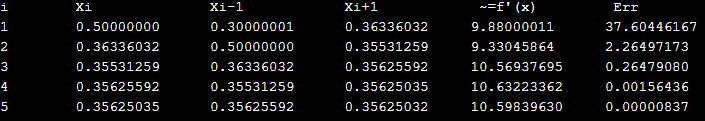 i Xi Xi-1 Xi+1 ~=f'(x) Err
1 0.50000000 0.30000001 0.36336032 9.88000011 37.60446167
2 0.36336032 0.50000000 0.35531259 9.33045864 2.26497173
3 0.35531259 0.36336032 0.35625592 10.56937695 0.26479080
4 0.35625592 0.35531259 0.35625035 10.63223362 0.00156436
5 0.35625035 0.35625592 0.35625032 10.59839630 0.00000837